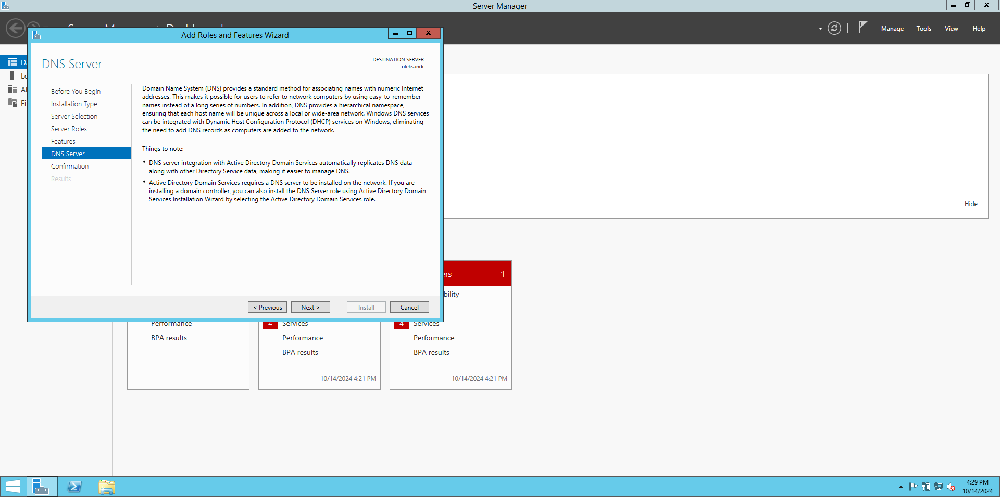 Server Manager
Manage
Tools
View
Help
Add Roles and Features Wizard
DNS Server
DESTINATION SERVER
oleksandr
Before You Begin
Installation Type
Server Selection
Server Roles
Features
DNS Server
Confirmation
Results
Domain Name System (DNS) provides a standard method for associating names with numeric Internet
addresses. This makes it possible for users to refer to network computers by using easy-to-remember
names instead of a long series of numbers. In addition, DNS provides a hierarchical namespace,
ensuring that each host name will be unique across a local or wide-area network. Windows DNS services
can be integrated with Dynamic Host Configuration Protocol (DHCP) services on Windows, eliminating
the need to add DNS records as computers are added to the network.
Things to note:
• DNS server integration with Active Directory Domain Services automatically replicates DNS data
along with other Directory Service data, making it easier to manage DNS.
• Active Directory Domain Services requires a DNS server to be installed on the network. If you are
installing a domain controller, you can also install the DNS Server role using Active Directory Domain
Services Installation Wizard by selecting the Active Directory Domain Services role.
< Previous
Next >
Install
Cancel
Hide
ers
1
bility
Performance
BPA results
4 Services
Performance
BPA results
10/14/2024 4:21 PM
4 Services
Performance
BPA results
10/14/2024 4:21 PM
4:29 PM
10/14/2024